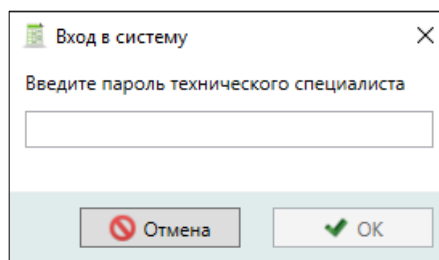 Вход в систему
Введите пароль технического специалиста
Отмена
OK